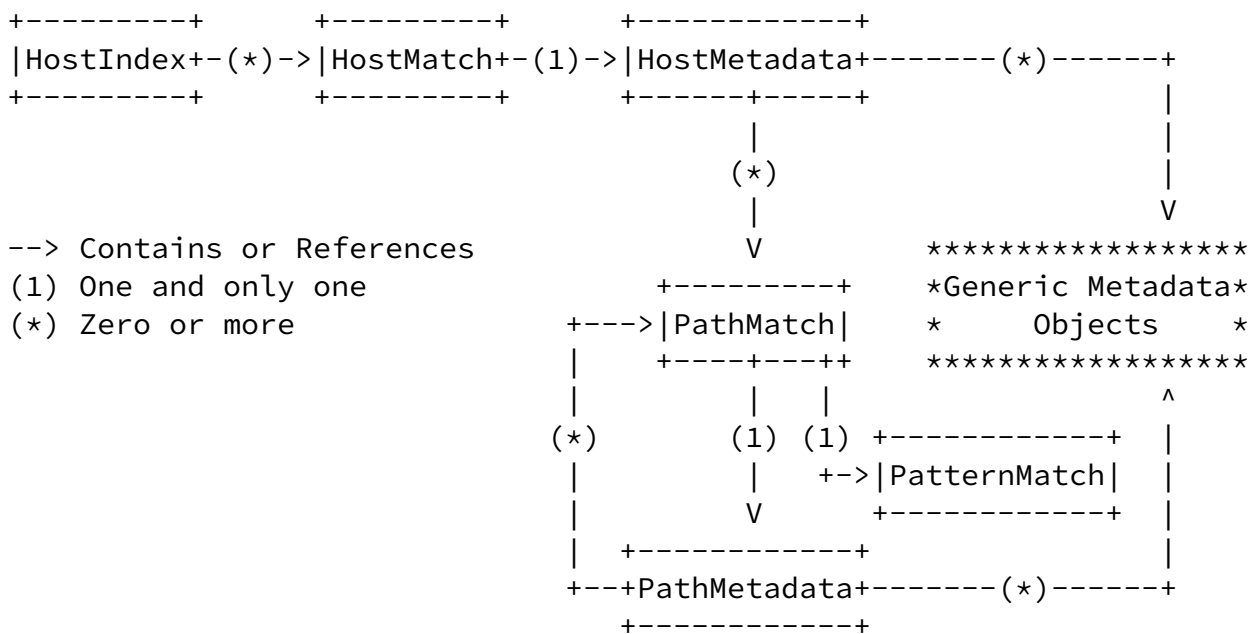 +---------+      +---------+      +------------+
|HostIndex+-(*)->|HostMatch+-(1)->|HostMetadata+-------(*)------+
+---------+      +---------+      +------+-----+                |
                                         |                      |
                                        (*)                     |
                                         |                      V
--> Contains or References               V         ******************
(1) One and only one                +---------+    *Generic Metadata*
(*) Zero or more              +--->|PathMatch|    *     Objects    *
                               |    +----+---++    ******************
                               |         |   |                  ^
                              (*)       (1) (1) +------------+  |
                               |         |   +->|PatternMatch|  |
                               |         V      +------------+  |
                               |  +------------+                |
                               +--+PathMetadata+-------(*)------+
                                  +------------+